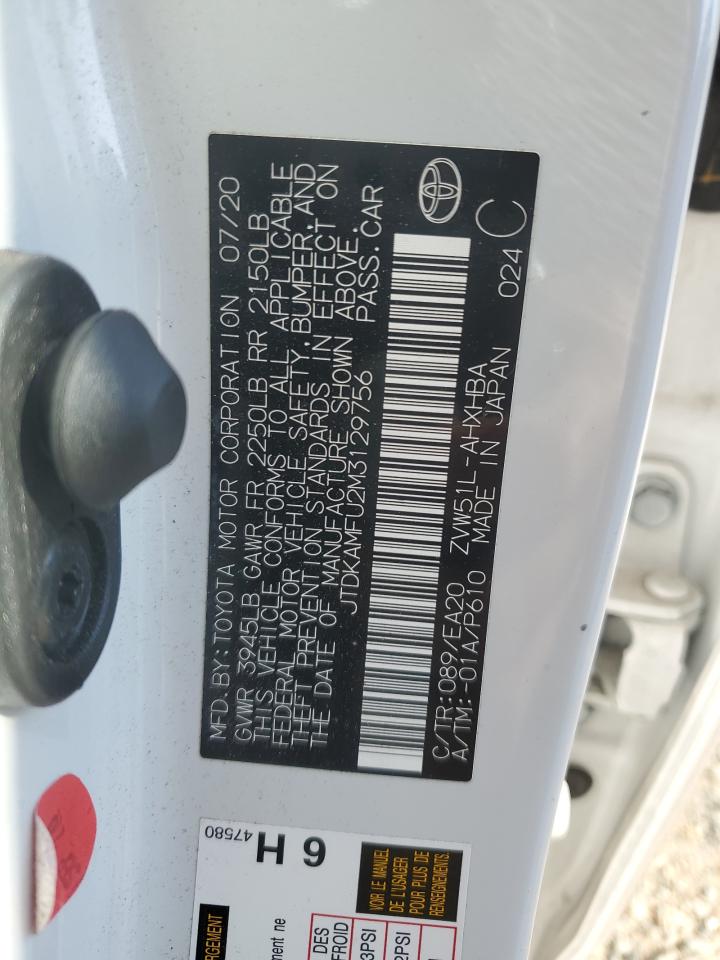 MFD.BY:TOYOTA MOTOR CORPORATION 07/20
GVWR 3945LB GAWR FR 2250LB RR 2150LB
THIS VEHICLE CONFORMS TO ALL APPLICABLE
FEDERAL MOTOR VEHICLE SAFETY,BUMPER,AND
THEFT PREVENTION STANDARDS IN EFFECT ON
THE DATE OF MANUFACTURE SHOWN ABOVE.
JTDKAMFU2M3129756 PASS.CAR
C/TR:089/EA20 ZVW51L-AHXHBA 024 C
A/TM:-01A/P610 MADE IN JAPAN
47580
H 6
VOIR LE MANUEL
DE L'USAGER
POUR PLUS DE
RENSEIGNEMENTS.
DES
FROID
3PSI
2PSI